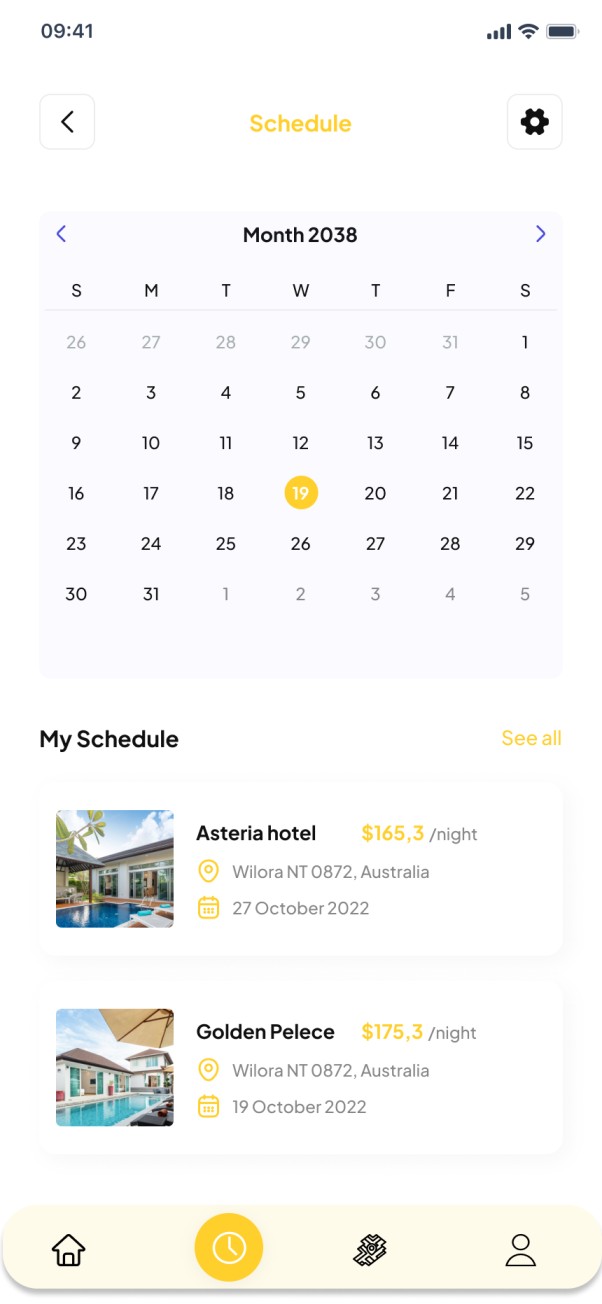 09:41
Schedule
Month 2038
S M T W T F S
26 27 28 29 30 31 1
2 3 4 5 6 7 8
9 10 11 12 13 14 15
16 17 18 19 20 21 22
23 24 25 26 27 28 29
30 31 1 2 3 4 5
My Schedule See all
Asteria hotel $165,3 /night
Wilora NT 0872, Australia
27 October 2022
Golden Pelece $175,3 /night
Wilora NT 0872, Australia
19 October 2022